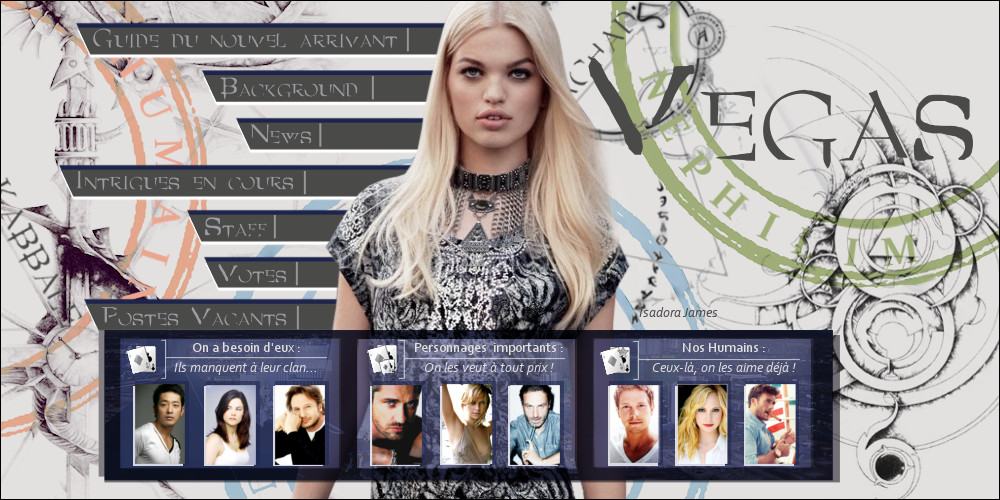 Guide du nouvel arrivant |
Background |
News |
Intrigues en cours |
Staff |
Votes |
Postes Vacants |
Vegas
Zephirim
Isadora James
On a besoin d'eux :
Ils manquent à leur clan...
Personnages importants :
On les veut à tout prix !
Nos Humains :
Ceux-là, on les aime déjà !